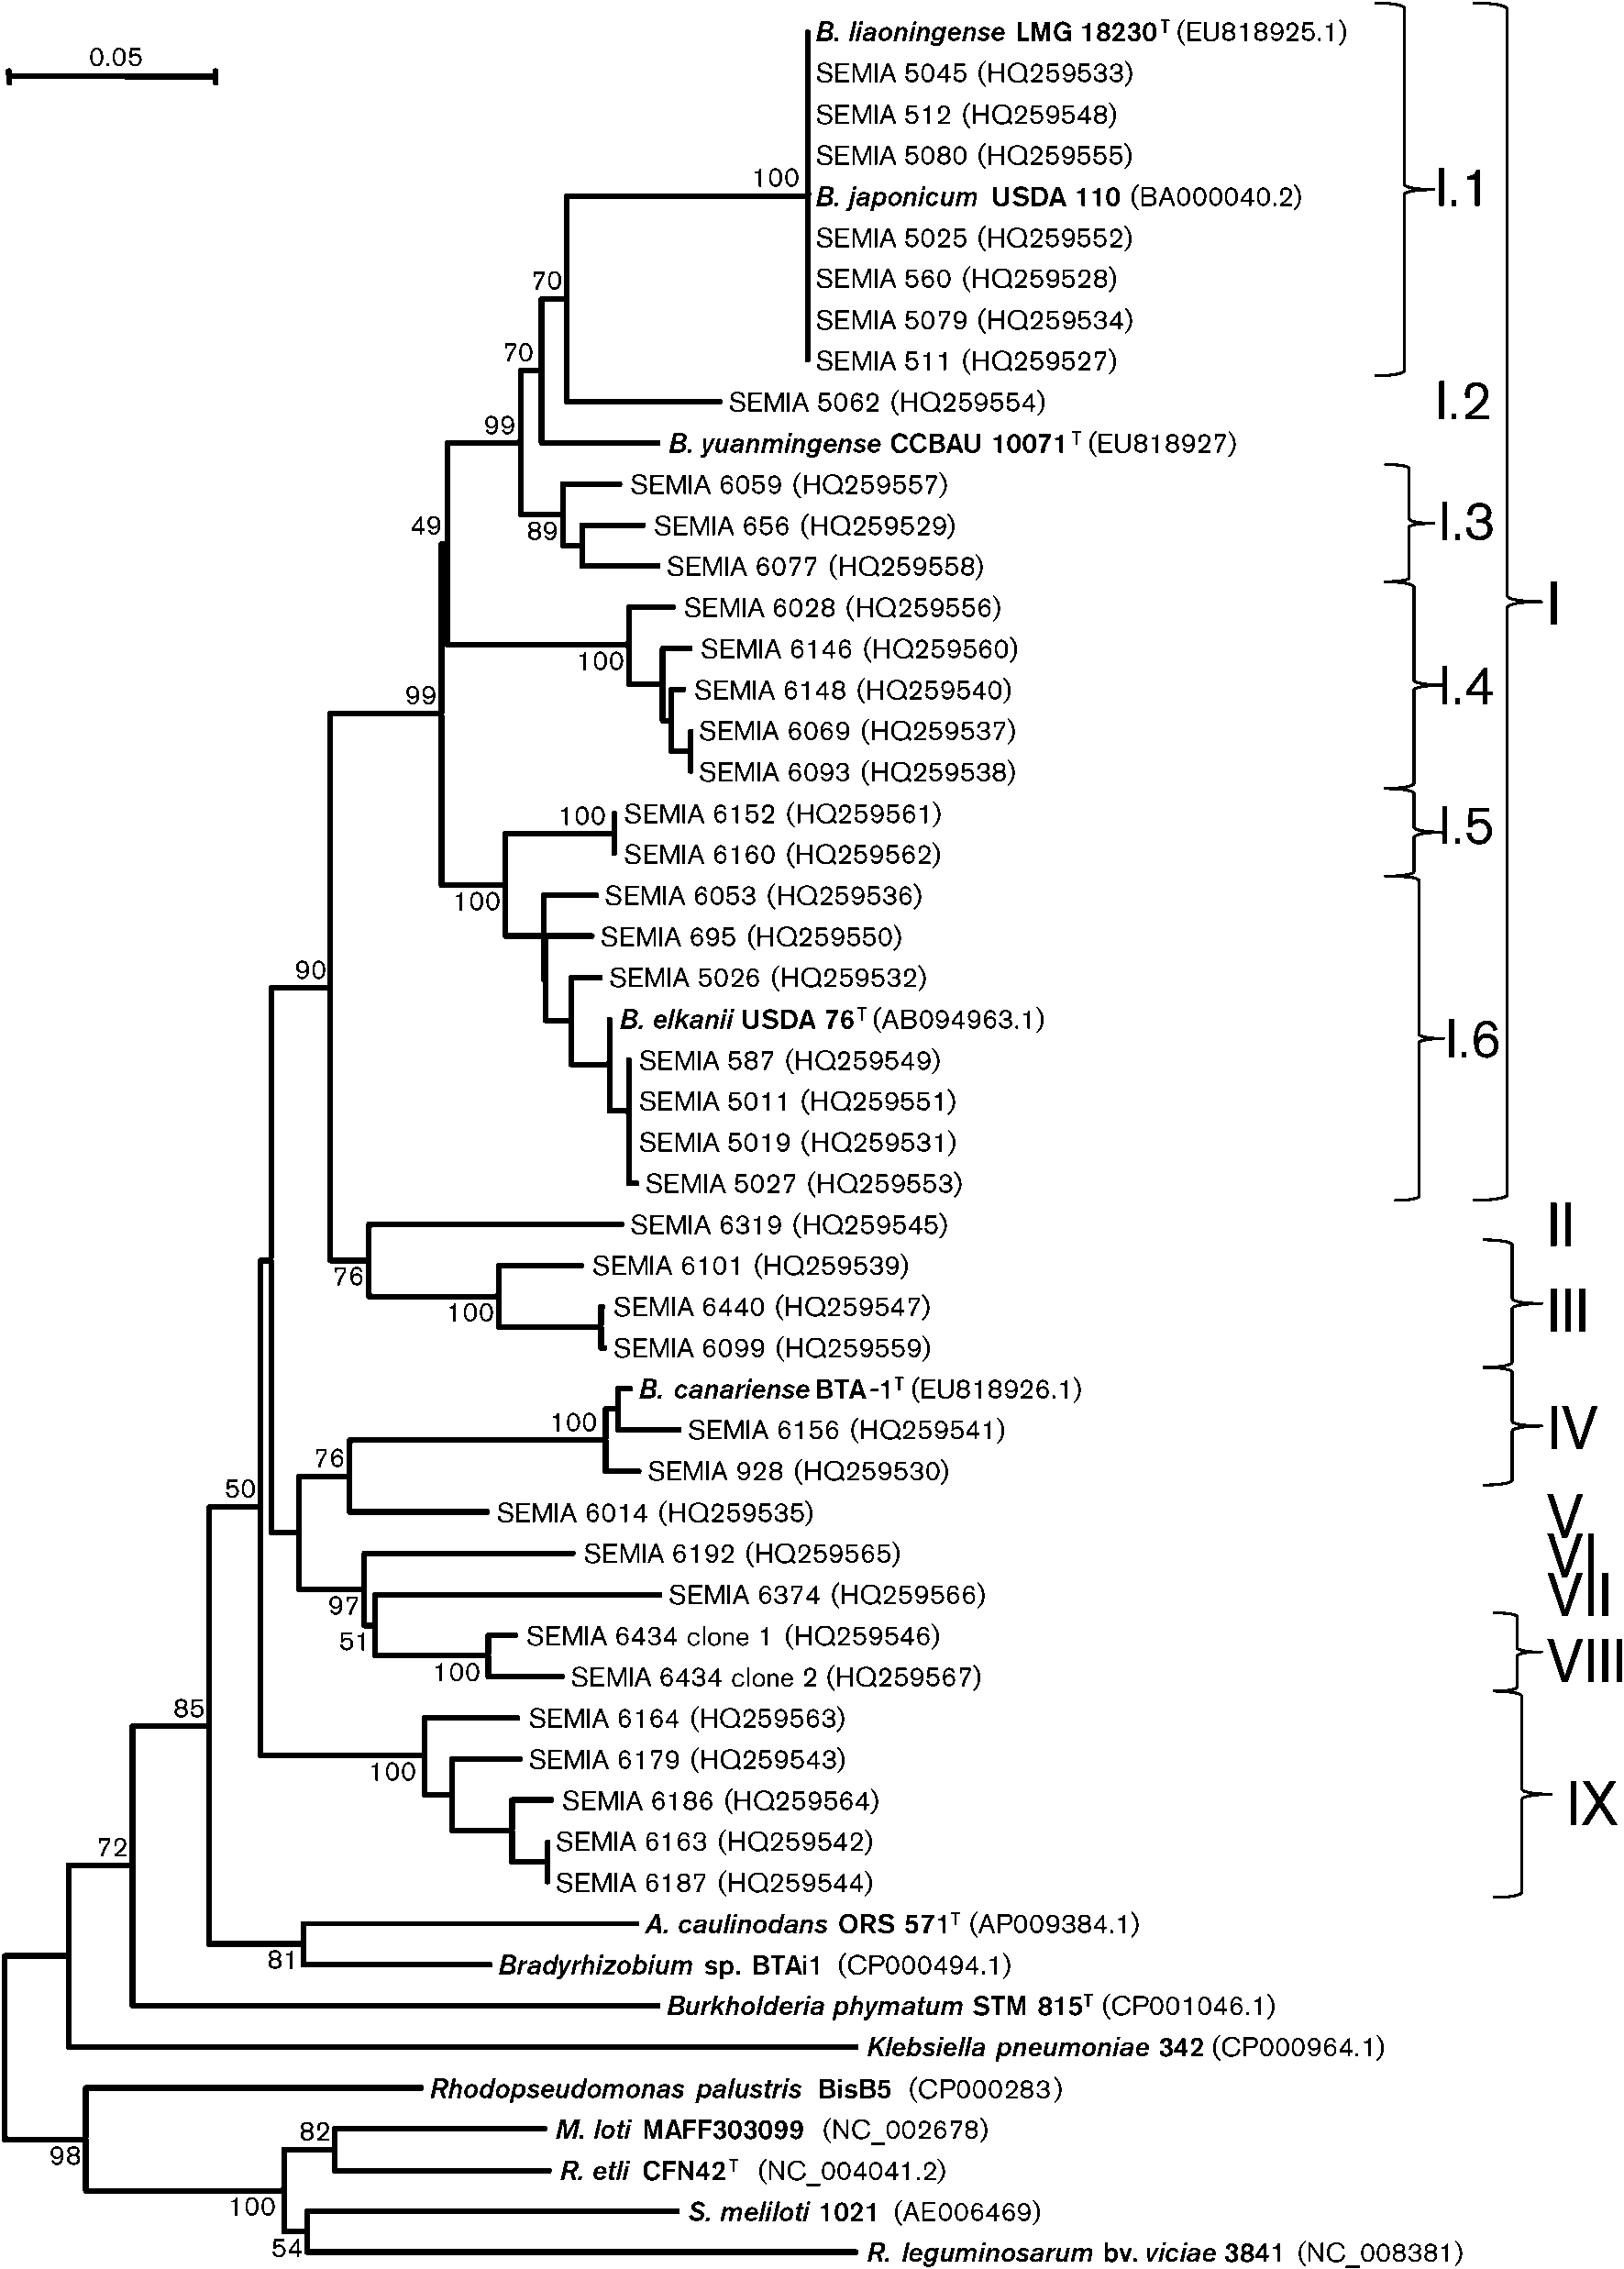 0.05
B. liaoningense LMG 18230T (EU818925.1)
SEMIA 5045 (HQ259533)
SEMIA 512 (HQ259548)
SEMIA 5080 (HQ259555)
100
B. japonicum USDA 110 (BA000040.2)
I.1
SEMIA 5025 (HQ259552)
70
SEMIA 560 (HQ259528)
SEMIA 5079 (HQ259534)
70
SEMIA 511 (HQ259527)
SEMIA 5062 (HQ259554)
I.2
99
B. yuanmingense CCBAU 10071T (EU818927)
SEMIA 6059 (HQ259557)
49
89
SEMIA 656 (HQ259529)
I.3
SEMIA 6077 (HQ259558)
SEMIA 6028 (HQ259556)
I
100
SEMIA 6146 (HQ259560)
99
SEMIA 6148 (HQ259540)
I.4
SEMIA 6069 (HQ259537)
SEMIA 6093 (HQ259538)
100
SEMIA 6152 (HQ259561)
I.5
SEMIA 6160 (HQ259562)
100
SEMIA 6053 (HQ259536)
SEMIA 695 (HQ259550)
90
SEMIA 5026 (HQ259532)
B. elkanii USDA 76T (AB094963.1)
I.6
SEMIA 587 (HQ259549)
SEMIA 5011 (HQ259551)
SEMIA 5019 (HQ259531)
SEMIA 5027 (HQ259553)
SEMIA 6319 (HQ259545)
II
76
SEMIA 6101 (HQ259539)
100
SEMIA 6440 (HQ259547)
III
SEMIA 6099 (HQ259559)
B. canariense BTA-1T (EU818926.1)
100
SEMIA 6156 (HQ259541)
IV
76
SEMIA 928 (HQ259530)
50
SEMIA 6014 (HQ259535)
V
SEMIA 6192 (HQ259565)
VI
97
SEMIA 6374 (HQ259566)
VII
51
SEMIA 6434 clone 1 (HQ259546)
VIII
100
SEMIA 6434 clone 2 (HQ259567)
85
SEMIA 6164 (HQ259563)
100
SEMIA 6179 (HQ259543)
SEMIA 6186 (HQ259564)
IX
72
SEMIA 6163 (HQ259542)
SEMIA 6187 (HQ259544)
A. caulinodans ORS 571T (AP009384.1)
81
Bradyrhizobium sp. BTAi1 (CP000494.1)
Burkholderia phymatum STM 815T (CP001046.1)
Klebsiella pneumoniae 342 (CP000964.1)
Rhodopseudomonas palustris BisB5 (CP000283)
98
82
M. loti MAFF303099 (NC_002678)
R. etli CFN42T (NC_004041.2)
100
S. meliloti 1021 (AE006469)
54
R. leguminosarum bv. viciae 3841 (NC_008381)